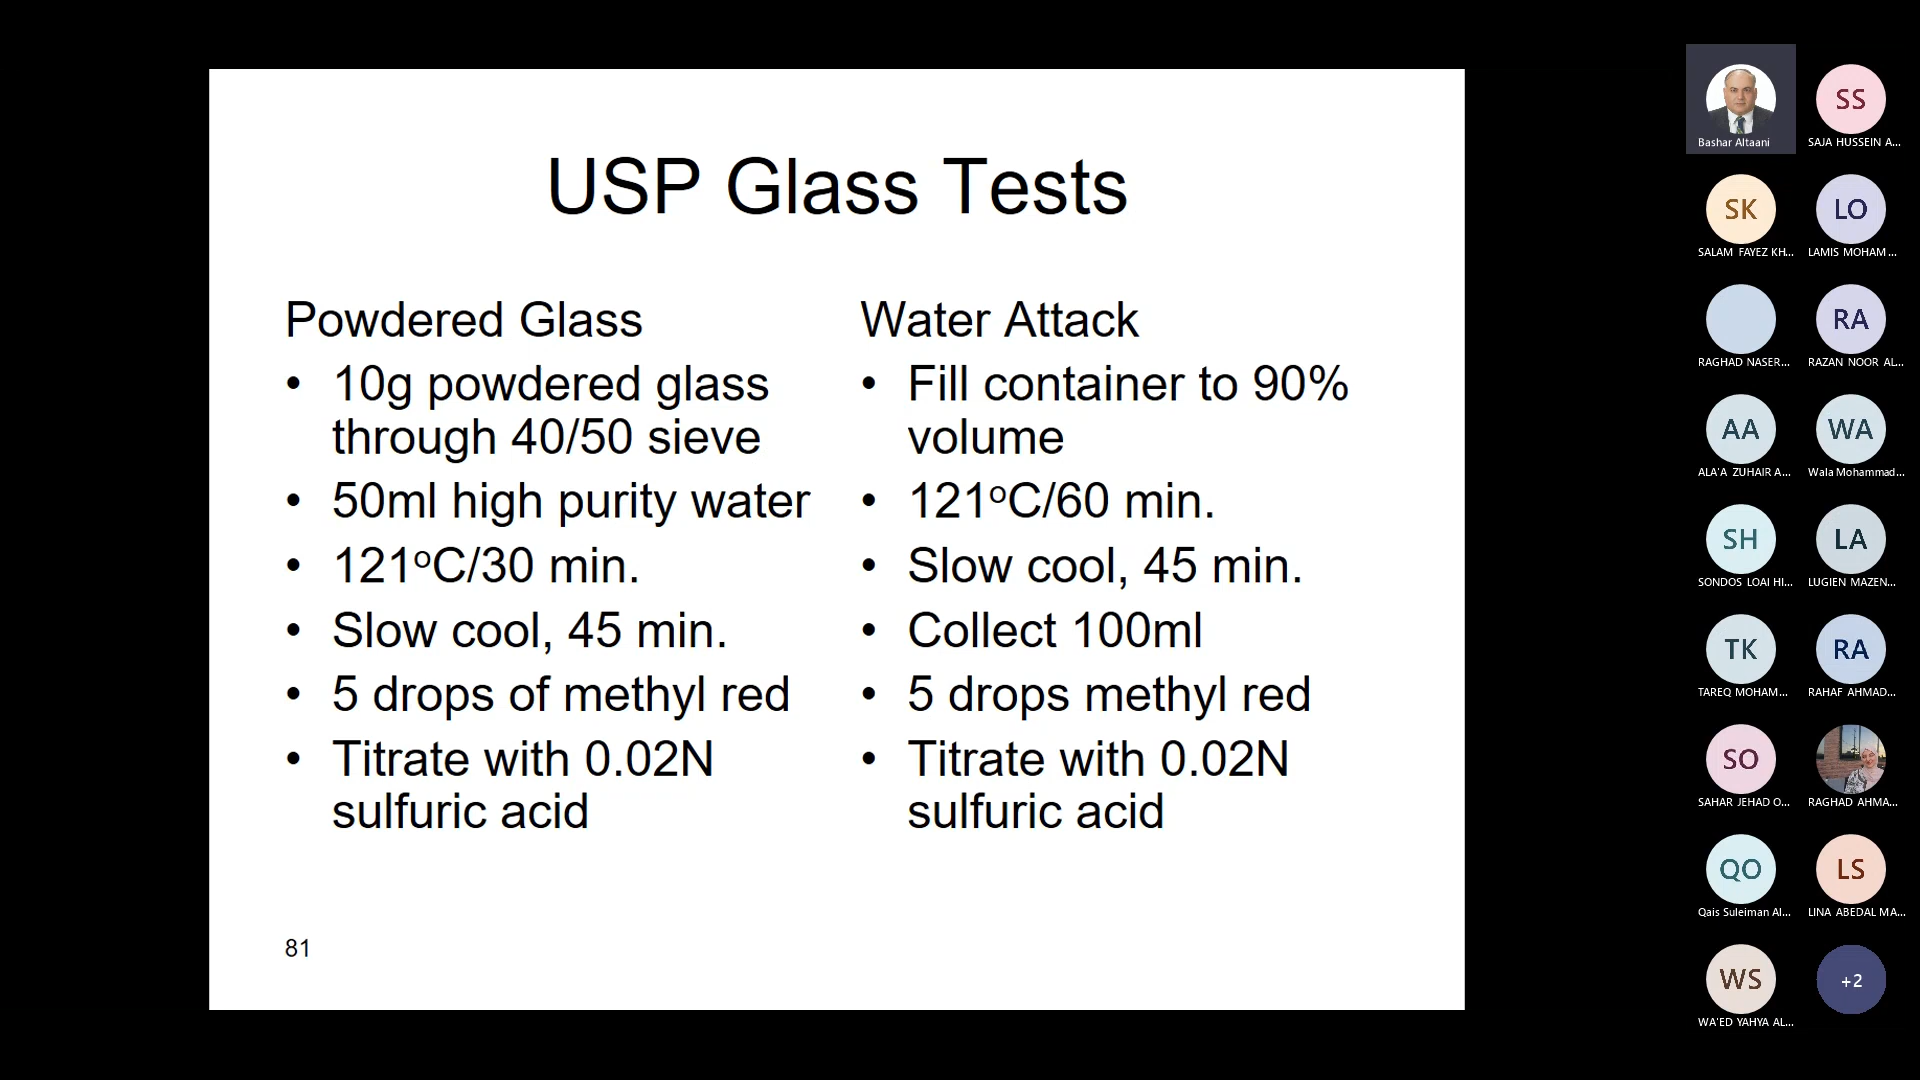 USP Glass Tests
Powdered Glass
• 10g powdered glass
through 40/50 sieve
• 50ml high purity water
• 121oC/30 min.
• Slow cool, 45 min.
• 5 drops of methyl red
• Titrate with 0.02N
sulfuric acid
Water Attack
• Fill container to 90%
volume
• 121oC/60 min.
• Slow cool, 45 min.
• Collect 100ml
• 5 drops methyl red
• Titrate with 0.02N
sulfuric acid
81
Bashar Altaani
SS
SAJA HUSSEIN A...
SK
SALAM FAYEZ KH...
LO
LAMIS MOHAM...
RAGHAD NASER...
RA
RAZAN NOOR AL...
AA
ALA'A ZUHAIR A...
WA
Wala Mohammad...
SH
SONDOS LOAI HI...
LA
LUGIEN MAZEN...
TK
TAREQ MOHAM...
RA
RAHAF AHMAD...
SO
SAHAR JEHAD O...
RAGHAD AHMA...
QO
Qais Suleiman Al...
LS
LINA ABEDAL MA...
WS
WA'ED YAHYA AL...
+2